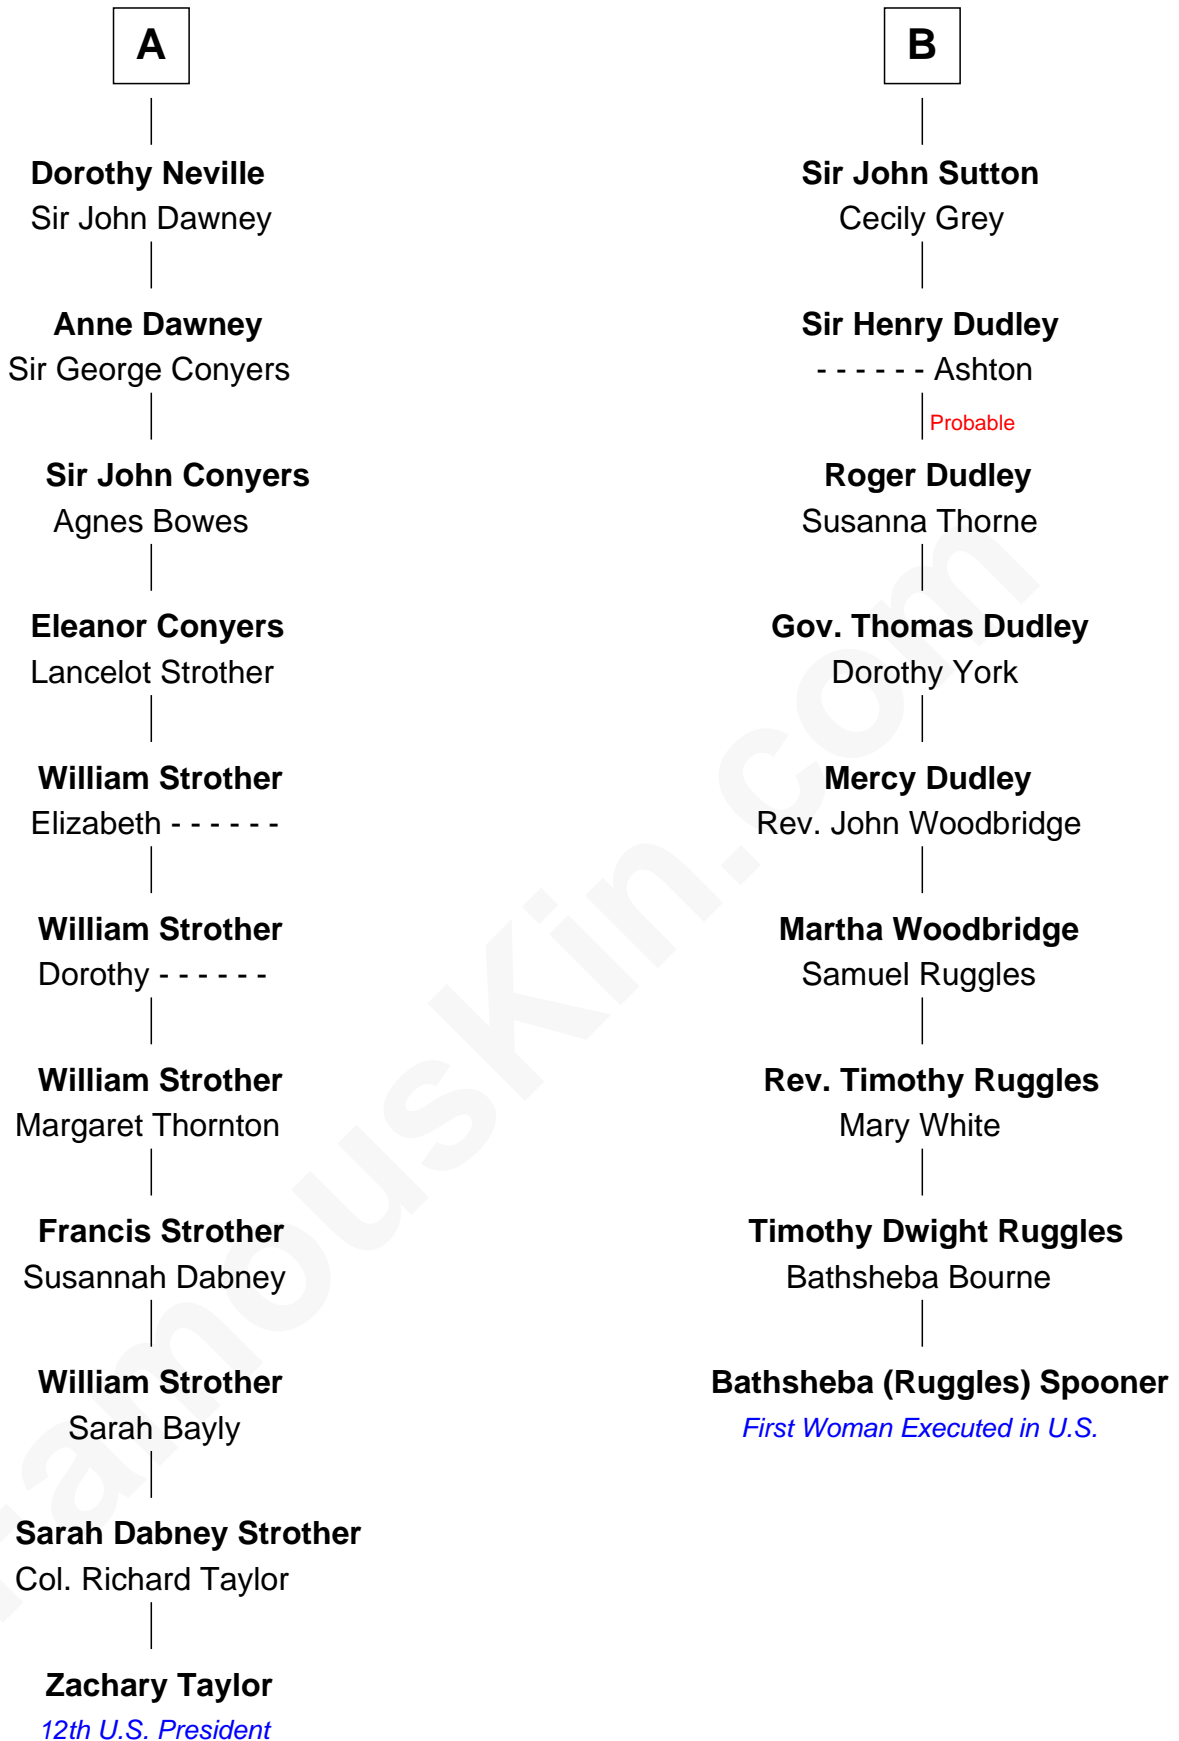 A
Dorothy Neville
Sir John Dawney
Anne Dawney
Sir George Conyers
Sir John Conyers
Agnes Bowes
Eleanor Conyers
Lancelot Strother
William Strother
Elizabeth - - - - - -
William Strother
Dorothy - - - - - -
William Strother
Margaret Thornton
Francis Strother
Susannah Dabney
William Strother
Sarah Bayly
Sarah Dabney Strother
Col. Richard Taylor
Zachary Taylor
12th U.S. President
B
Sir John Sutton
Cecily Grey
Sir Henry Dudley
- - - - - - Ashton
Probable
Roger Dudley
Susanna Thorne
Gov. Thomas Dudley
Dorothy York
Mercy Dudley
Rev. John Woodbridge
Martha Woodbridge
Samuel Ruggles
Rev. Timothy Ruggles
Mary White
Timothy Dwight Ruggles
Bathsheba Bourne
Bathsheba (Ruggles) Spooner
First Woman Executed in U.S.
FamousKin.com